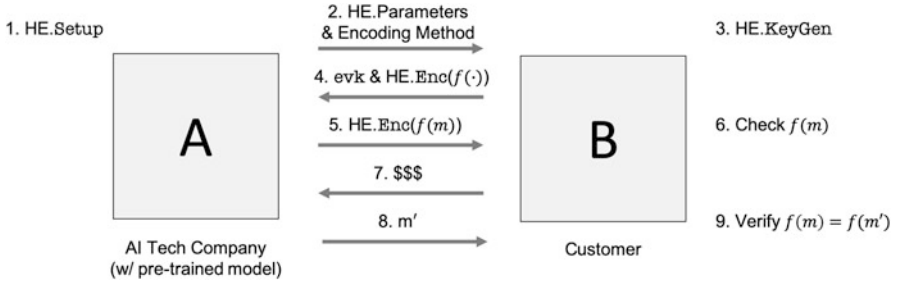 1. HE.Setup
2. HE.Parameters
& Encoding Method
3. HE.KeyGen
4. evk & HE.Enc(f(·))
A
5. HE.Enc(f(m))
B
6. Check f(m)
7. $$$
8. m′
9. Verify f(m) = f(m′)
AI Tech Company
(w/ pre-trained model)
Customer